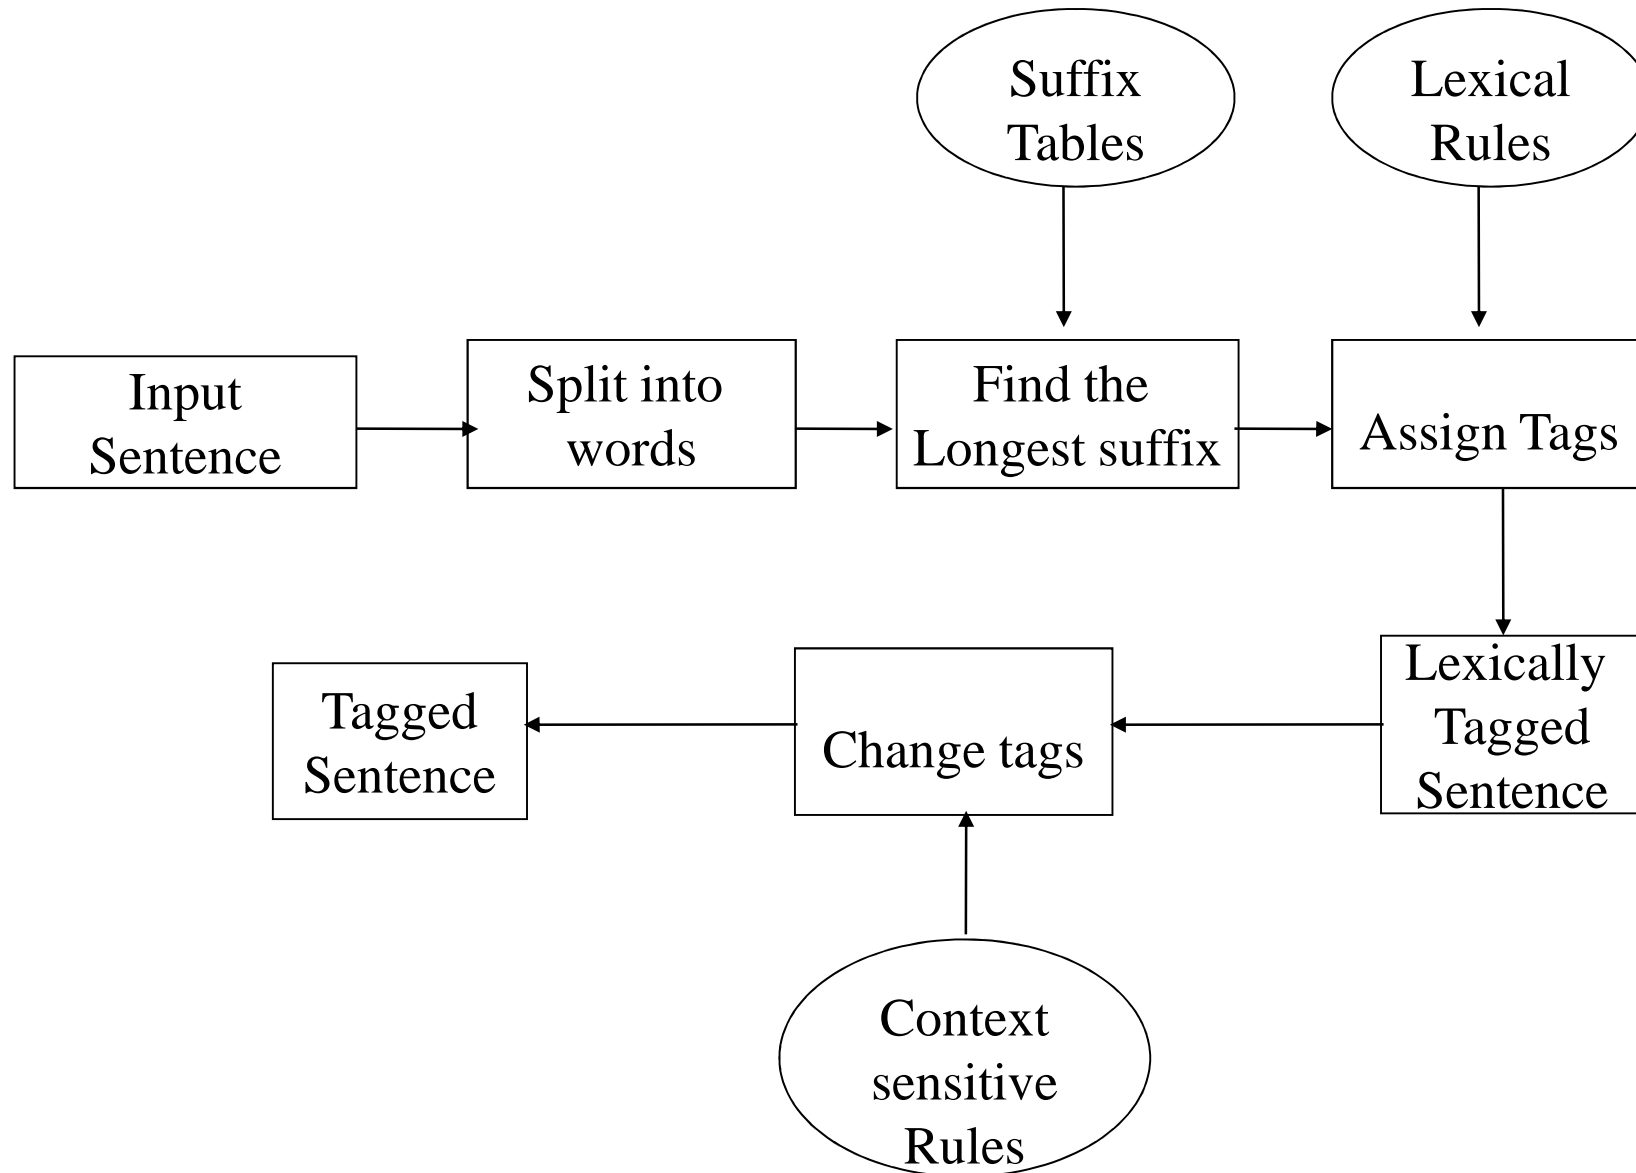 Suffix
Tables
Lexical
Rules
Input
Sentence
Split into
words
Find the
Longest suffix
Assign Tags
Lexically
Tagged
Sentence
Change tags
Tagged
Sentence
Context
sensitive
Rules